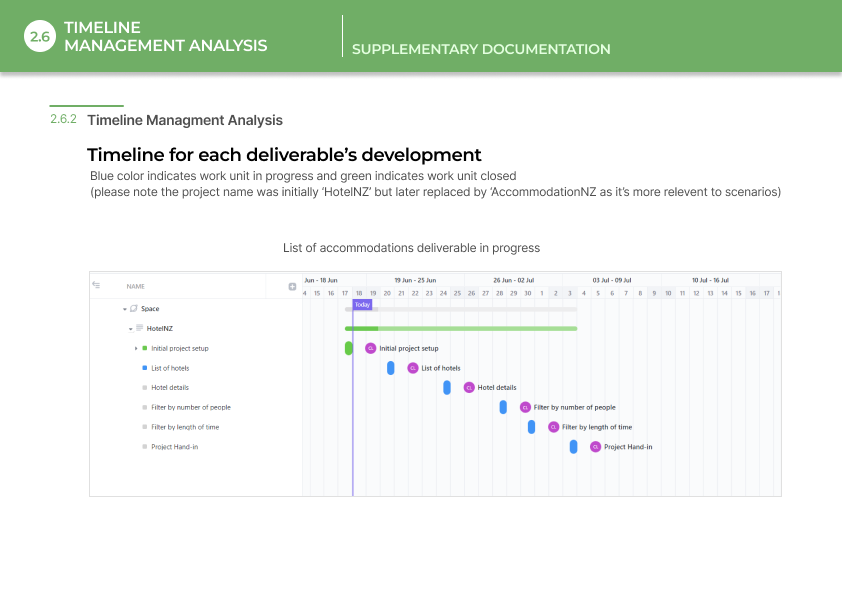 2.6
TIMELINE
MANAGEMENT ANALYSIS
SUPPLEMENTARY DOCUMENTATION
2.6.2 Timeline Managment Analysis
Timeline for each deliverable's development
Blue color indicates work unit in progress and green indicates work unit closed
(please note the project name was initially ‘HotelNZ’ but later replaced by ‘AccommodationNZ as it’s more relevent to scenarios)
List of accommodations deliverable in progress
NAME
Jun - 18 Jun 19 Jun - 25 Jun 26 Jun - 02 Jul 03 Jul - 09 Jul 10 Jul - 16 Jul
4 15 16 17 18 19 20 21 22 23 24 25 26 27 28 29 30 1 2 3 4 5 6 7 8 9 10 11 12 13 14 15 16 17 1
Today
Space
HotelNZ
Initial project setup CL Initial project setup
List of hotels CL List of hotels
Hotel details CL Hotel details
Filter by number of people CL Filter by number of people
Filter by length of time CL Filter by length of time
Project Hand-in CL Project Hand-in